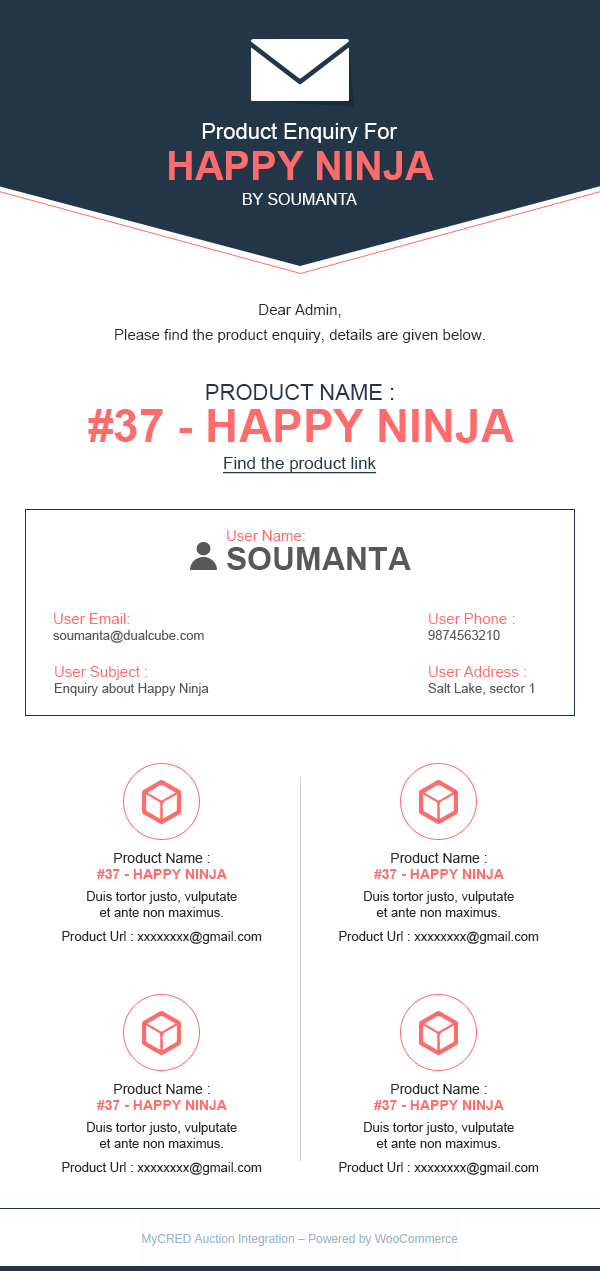 Product Enquiry For
HAPPY NINJA
BY SOUMANTA
Dear Admin,
Please find the product enquiry, details are given below.
PRODUCT NAME :
#37 - HAPPY NINJA
Find the product link
User Name:
SOUMANTA
User Email:
soumanta@dualcube.com
User Phone :
9874563210
User Subject :
Enquiry about Happy Ninja
User Address :
Salt Lake, sector 1
Product Name :
#37 - HAPPY NINJA
Duis tortor justo, vulputate
et ante non maximus.
Product Url : xxxxxxxx@gmail.com
Product Name :
#37 - HAPPY NINJA
Duis tortor justo, vulputate
et ante non maximus.
Product Url : xxxxxxxx@gmail.com
Product Name :
#37 - HAPPY NINJA
Duis tortor justo, vulputate
et ante non maximus.
Product Url : xxxxxxxx@gmail.com
Product Name :
#37 - HAPPY NINJA
Duis tortor justo, vulputate
et ante non maximus.
Product Url : xxxxxxxx@gmail.com
MyCRED Auction Integration – Powered by WooCommerce